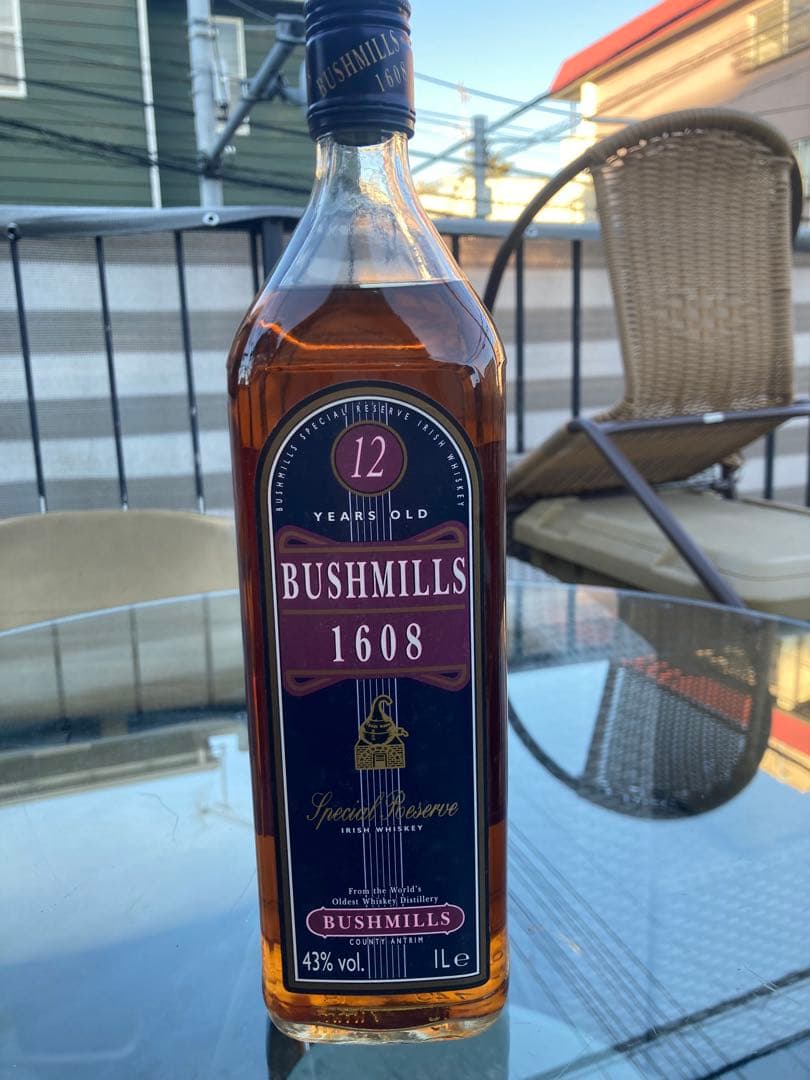 BUSHMILLS
1608
BUSHMILLS SPECIAL RESERVE IRISH WHISKEY
12
YEARS OLD
BUSHMILLS
1608
Special Reserve
IRISH WHISKEY
From the World's
Oldest Whiskey Distillery
BUSHMILLS
COUNTY ANTRIM
43% vol. 1L e